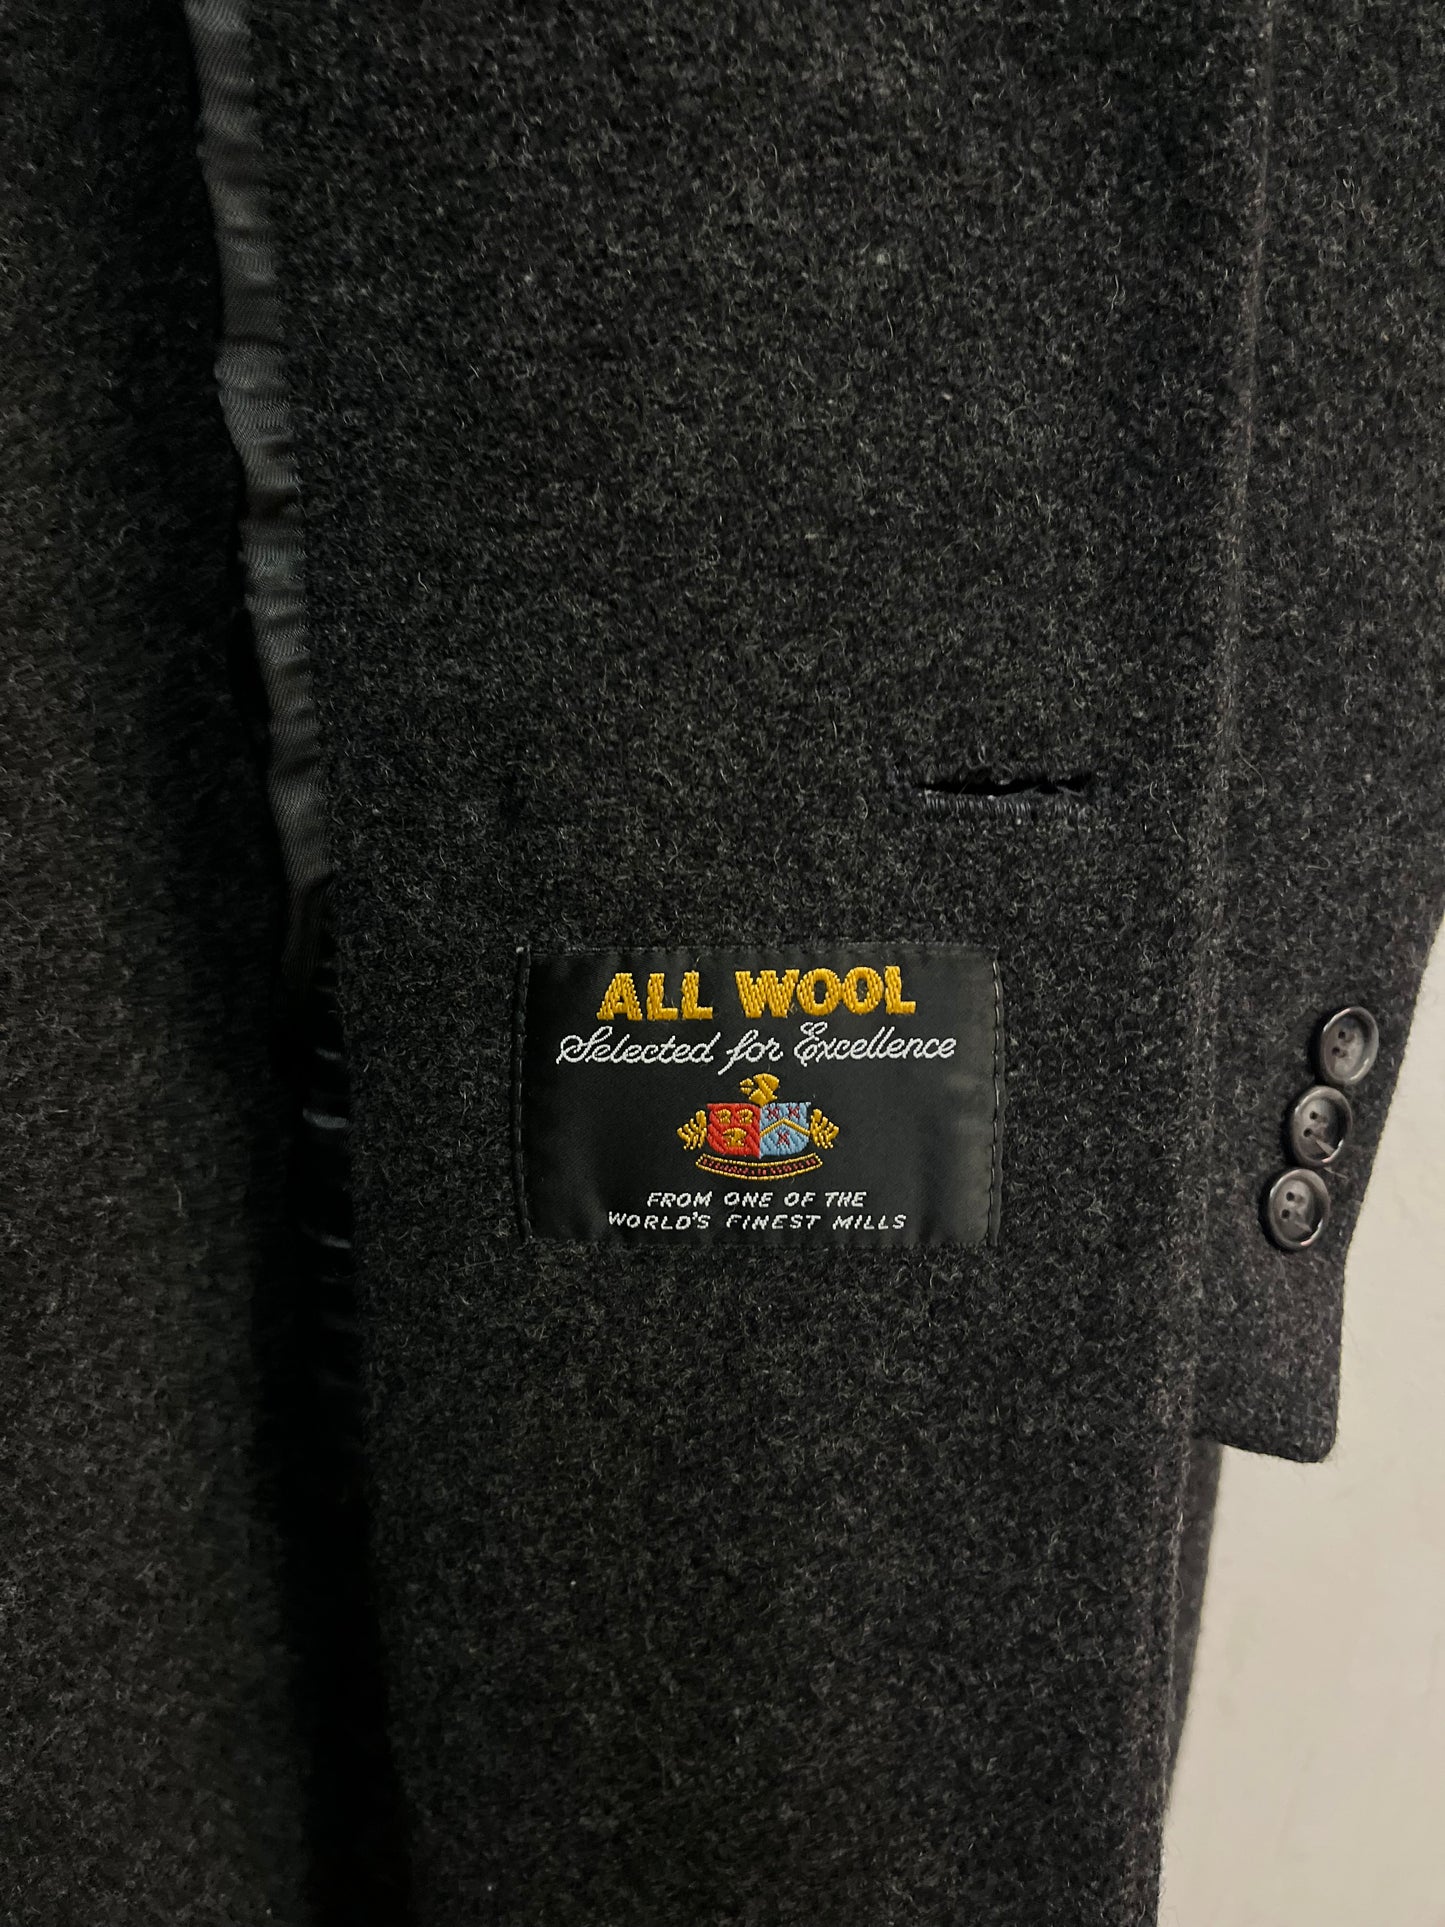 ALL WOOL
Selected for Excellence
FROM ONE OF THE
WORLD'S FINEST MILLS